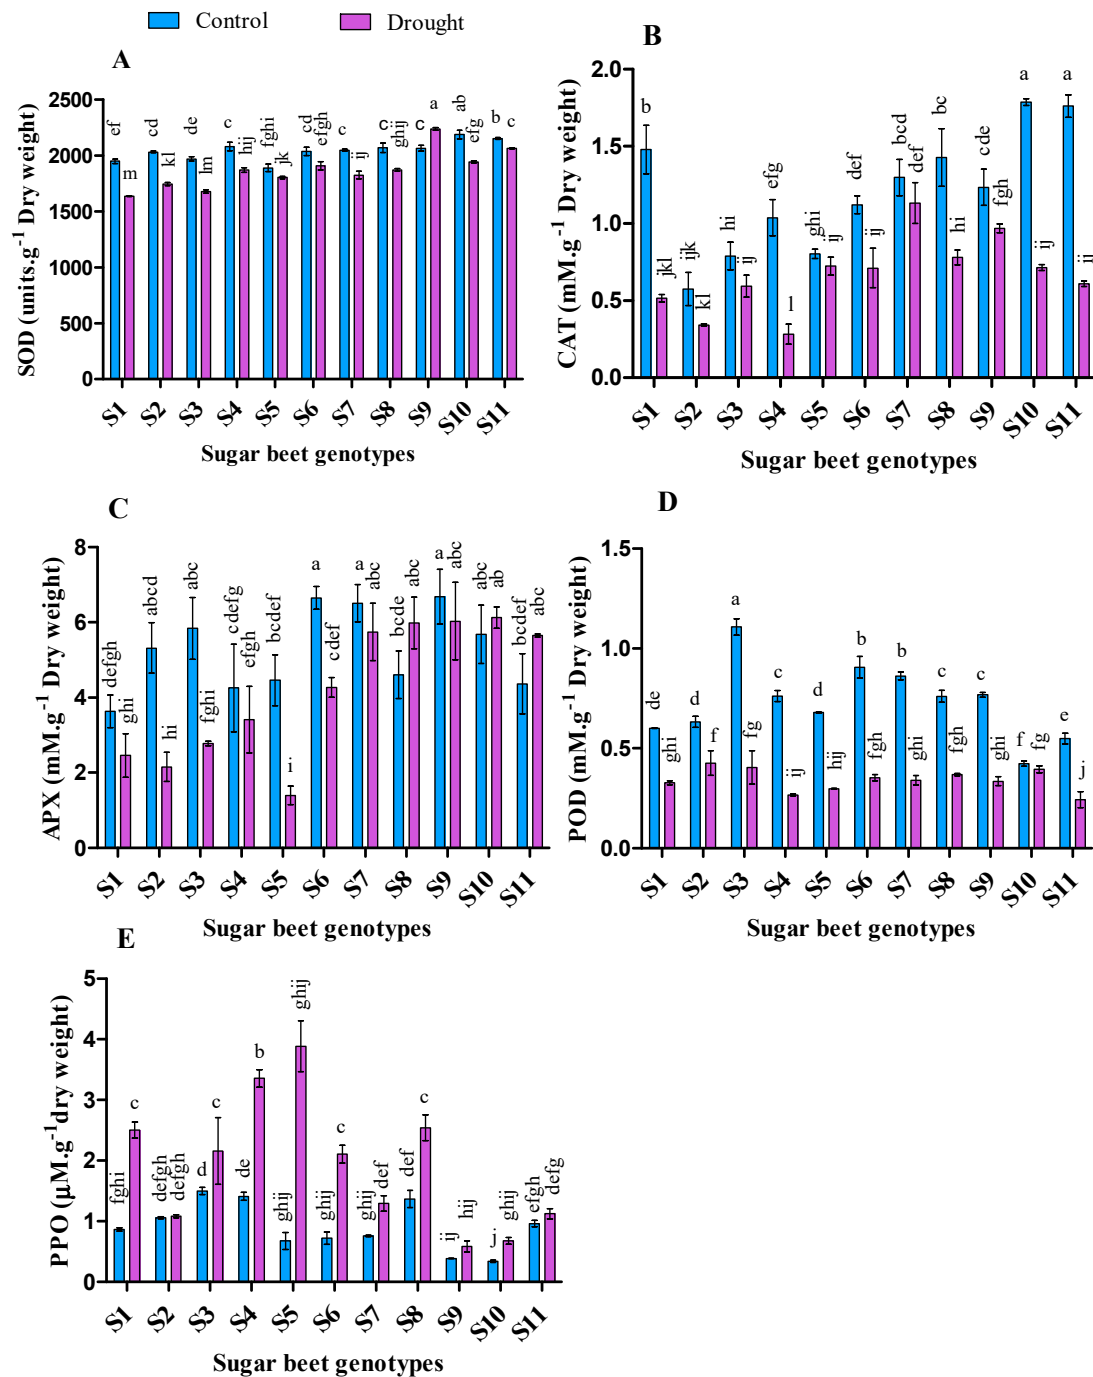 Control Drought
A
SOD (units.g-1 Dry weight)
2500
2000
1500
1000
500
0
ef m cd kl de lm c hij fghi jk cd efgh c ij c ghij c a ab efg b c
S1 S2 S3 S4 S5 S6 S7 S8 S9 S10 S11
Sugar beet genotypes
B
CAT (mM.g-1 Dry weight)
2.0
1.5
1.0
0.5
0.0
b jkl ijk kl hi ij efg l ghi ij def ij bcd def bc hi cde fgh a ij a ij
S1 S2 S3 S4 S5 S6 S7 S8 S9 S10 S11
Sugar beet genotypes
C
APX (mM.g-1 Dry weight)
8
6
4
2
0
defgh ghi abcd hi abc fghi cdefg efgh bcdef i a cdef a abc bcde abc a abc abc ab bcdef abc
S1 S2 S3 S4 S5 S6 S7 S8 S9 S10 S11
Sugar beet genotypes
D
POD (mM.g-1 Dry weight)
1.5
1.0
0.5
0.0
de ghi d f a fg c ij d hij b fgh b ghi c fgh c ghi f fg e j
S1 S2 S3 S4 S5 S6 S7 S8 S9 S10 S11
Sugar beet genotypes
E
PPO (µM.g-1dry weight)
5
4
3
2
1
0
fghi c defgh defgh d c de b ghij ghij ghij c ghij def def c ij hij j ghij efgh defg
S1 S2 S3 S4 S5 S6 S7 S8 S9 S10 S11
Sugar beet genotypes